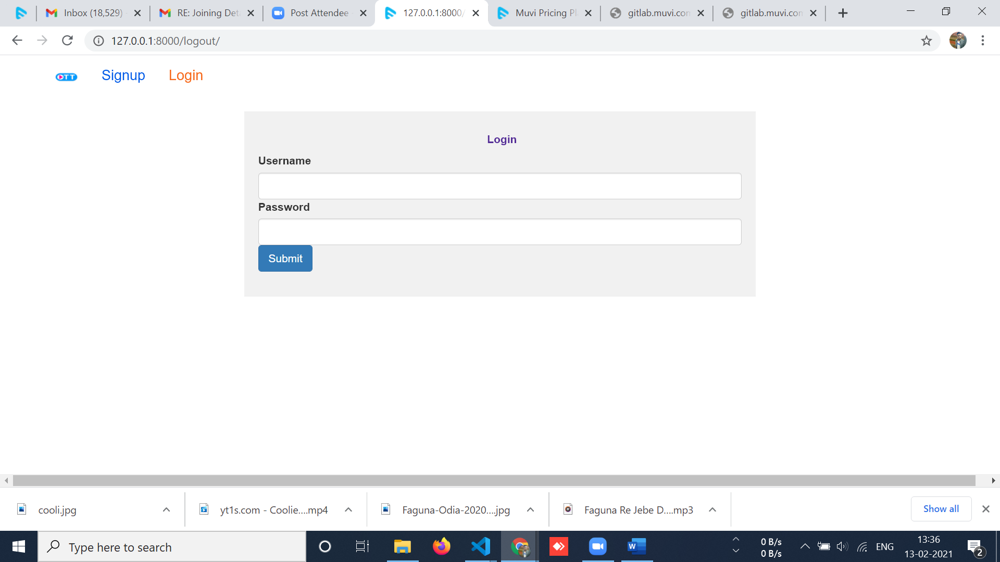 Inbox (18,529)
RE: Joining Det
Post Attendee
127.0.0.1:8000/
Muvi Pricing Pl
gitlab.muvi.com
gitlab.muvi.com
127.0.0.1:8000/logout/
OTT
Signup
Login
Login
Username
Password
Submit
cooli.jpg
yt1s.com - Coolie....mp4
Faguna-Odia-2020....jpg
Faguna Re Jebe D....mp3
Show all
Type here to search
W
0 B/s
0 B/s
ENG
13:36
13-02-2021
2